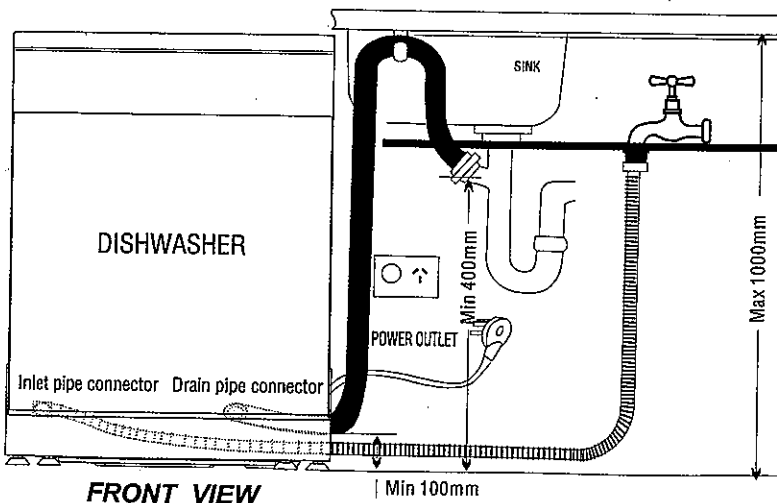 SINK
DISHWASHER
Min 400mm
Max 1000mm
POWER OUTLET
Inlet pipe connector
Drain pipe connector
Min 100mm
FRONT VIEW